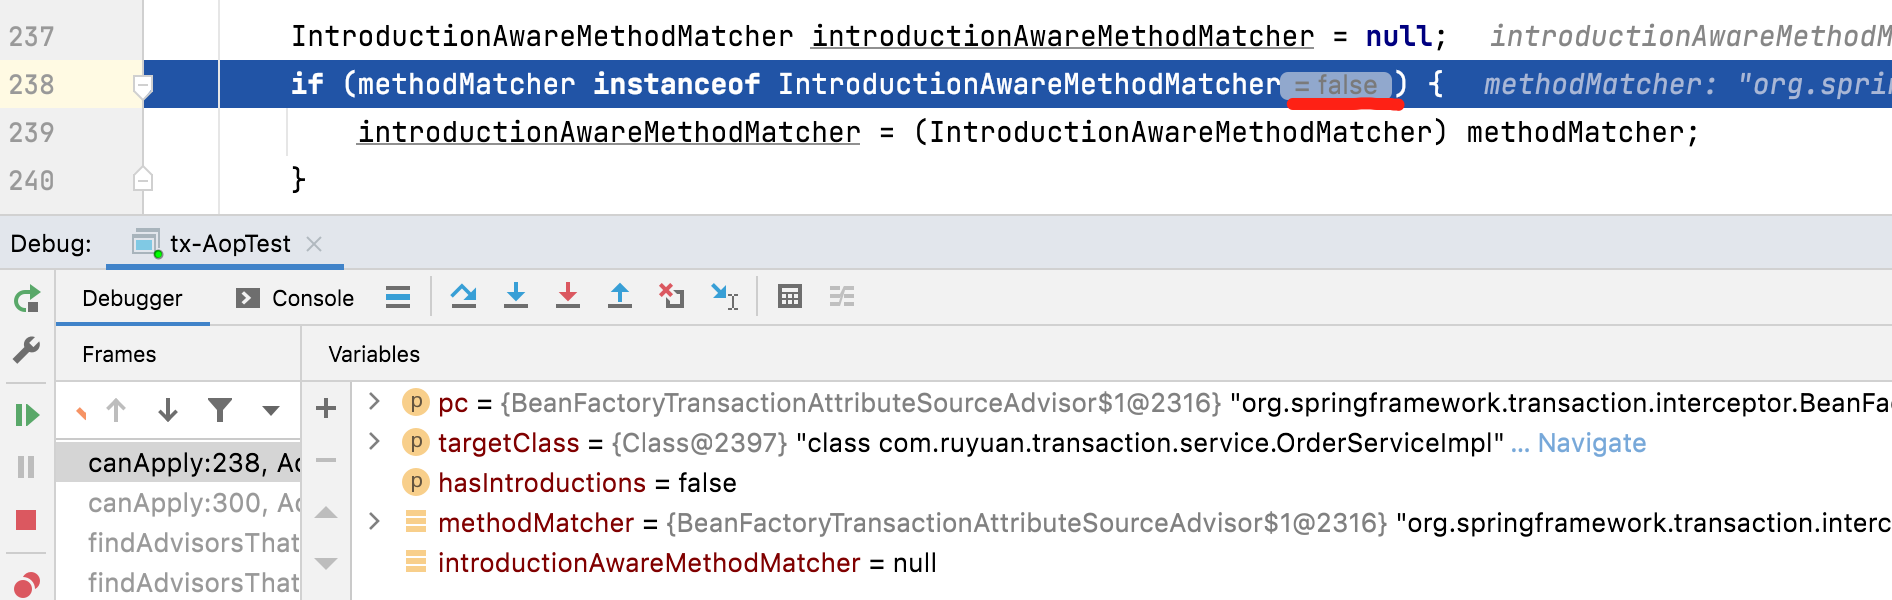 237 IntroductionAwareMethodMatcher introductionAwareMethodMatcher = null; introductionAwareMethodM
238 if (methodMatcher instanceof IntroductionAwareMethodMatcher = false ) { methodMatcher: "org.sprin
239 introductionAwareMethodMatcher = (IntroductionAwareMethodMatcher) methodMatcher;
240 }
Debug: tx-AopTest
Debugger Console
Frames Variables
pc = {BeanFactoryTransactionAttributeSourceAdvisor$1@2316} "org.springframework.transaction.interceptor.BeanFac
targetClass = {Class@2397} "class com.ruyuan.transaction.service.OrderServiceImpl" ... Navigate
canApply:238, Ac
hasIntroductions = false
canApply:300, Ac
methodMatcher = {BeanFactoryTransactionAttributeSourceAdvisor$1@2316} "org.springframework.transaction.interc
findAdvisorsThat
introductionAwareMethodMatcher = null
findAdvisorsThat